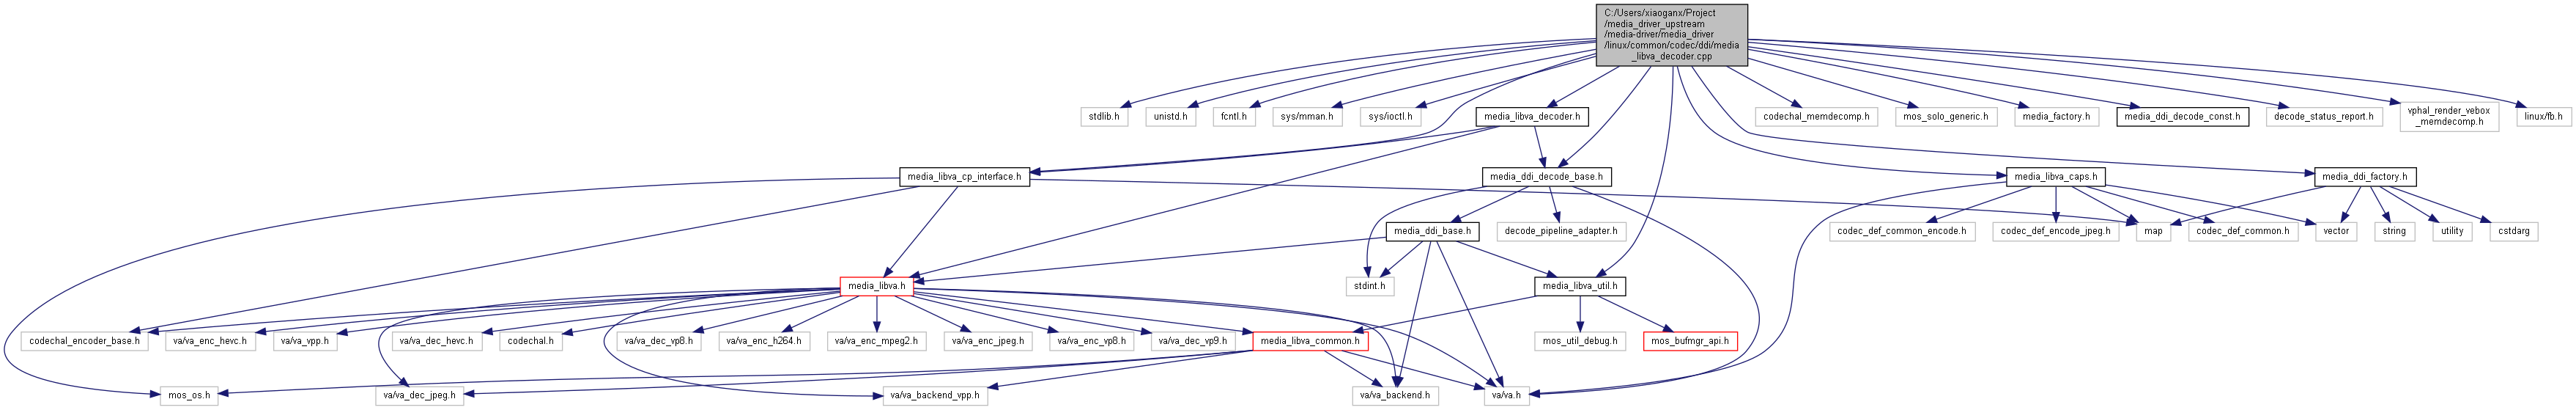 C:/Users/xiaoganx/Project
/media_driver_upstream
/media-driver/media_driver
/linux/common/codec/ddi/media
_libva_decoder.cpp
stdlib.h
unistd.h
fcntl.h
sys/mman.h
sys/ioctl.h
media_libva_decoder.h
codechal_memdecomp.h
mos_solo_generic.h
media_factory.h
media_ddi_decode_const.h
decode_status_report.h
vphal_render_vebox
_memdecomp.h
linux/fb.h
media_libva_cp_interface.h
media_ddi_decode_base.h
media_libva_caps.h
media_ddi_factory.h
media_ddi_base.h
decode_pipeline_adapter.h
codec_def_common_encode.h
codec_def_encode_jpeg.h
map
codec_def_common.h
vector
string
utility
cstdarg
media_libva.h
stdint.h
media_libva_util.h
codechal_encoder_base.h
va/va_enc_hevc.h
va/va_vpp.h
va/va_dec_hevc.h
codechal.h
va/va_dec_vp8.h
va/va_enc_h264.h
va/va_enc_mpeg2.h
va/va_enc_jpeg.h
va/va_enc_vp8.h
va/va_dec_vp9.h
media_libva_common.h
mos_util_debug.h
mos_bufmgr_api.h
mos_os.h
va/va_dec_jpeg.h
va/va_backend_vpp.h
va/va_backend.h
va/va.h